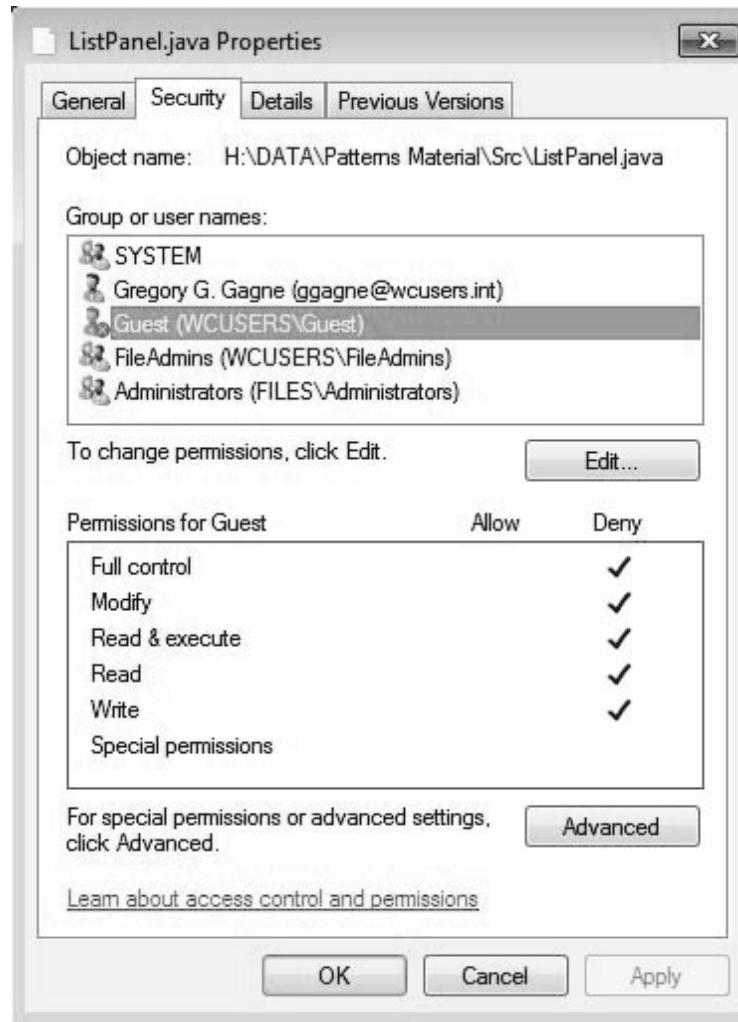 ListPanel.java Properties
General Security Details Previous Versions
Object name: H:\DATA\Patterns Material\Src\ListPanel.java
Group or user names:
SYSTEM
Gregory G. Gagne (ggagne@wcusers.int)
Guest (WCUSERS\Guest)
FileAdmins (WCUSERS\FileAdmins)
Administrators (FILES\Administrators)
To change permissions, click Edit. Edit...
Permissions for Guest Allow Deny
Full control
Modify
Read & execute
Read
Write
Special permissions
For special permissions or advanced settings,
click Advanced. Advanced
Learn about access control and permissions
OK Cancel Apply